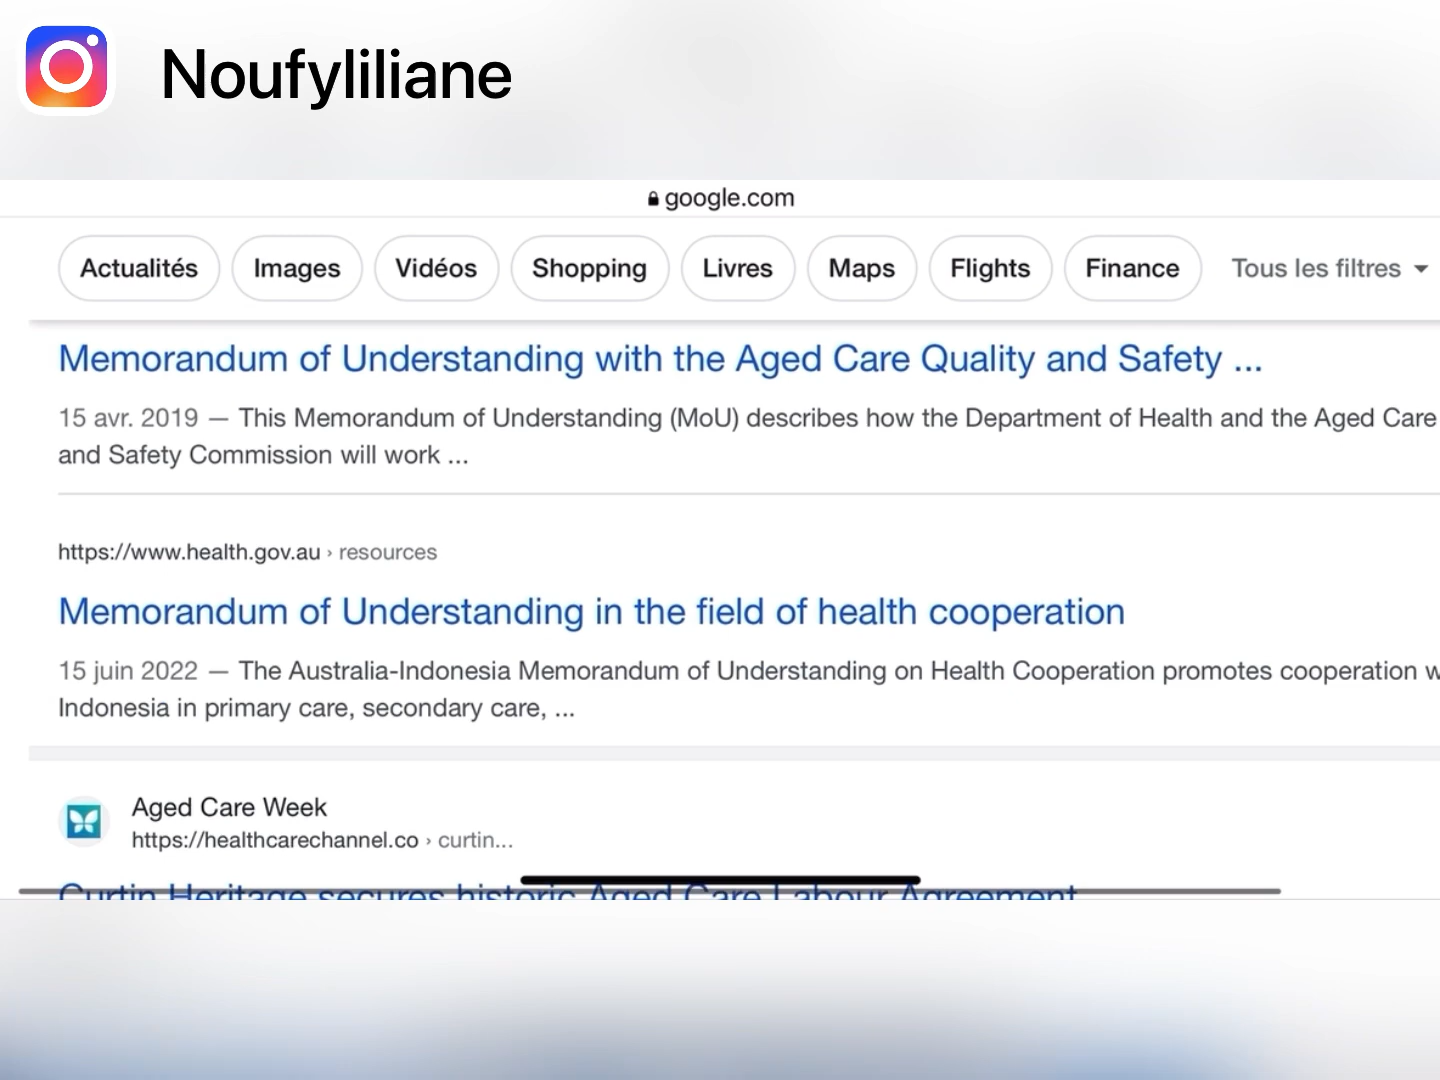 Noufyliliane
google.com
Actualités Images Vidéos Shopping Livres Maps Flights Finance Tous les filtres
Memorandum of Understanding with the Aged Care Quality and Safety ...
15 avr. 2019 — This Memorandum of Understanding (MoU) describes how the Department of Health and the Aged Care
and Safety Commission will work ...
https://www.health.gov.au › resources
Memorandum of Understanding in the field of health cooperation
15 juin 2022 — The Australia-Indonesia Memorandum of Understanding on Health Cooperation promotes cooperation w
Indonesia in primary care, secondary care, ...
Aged Care Week
https://healthcarechannel.co › curtin...
Curtin Heritage secures historic Aged Care Labour Agreement